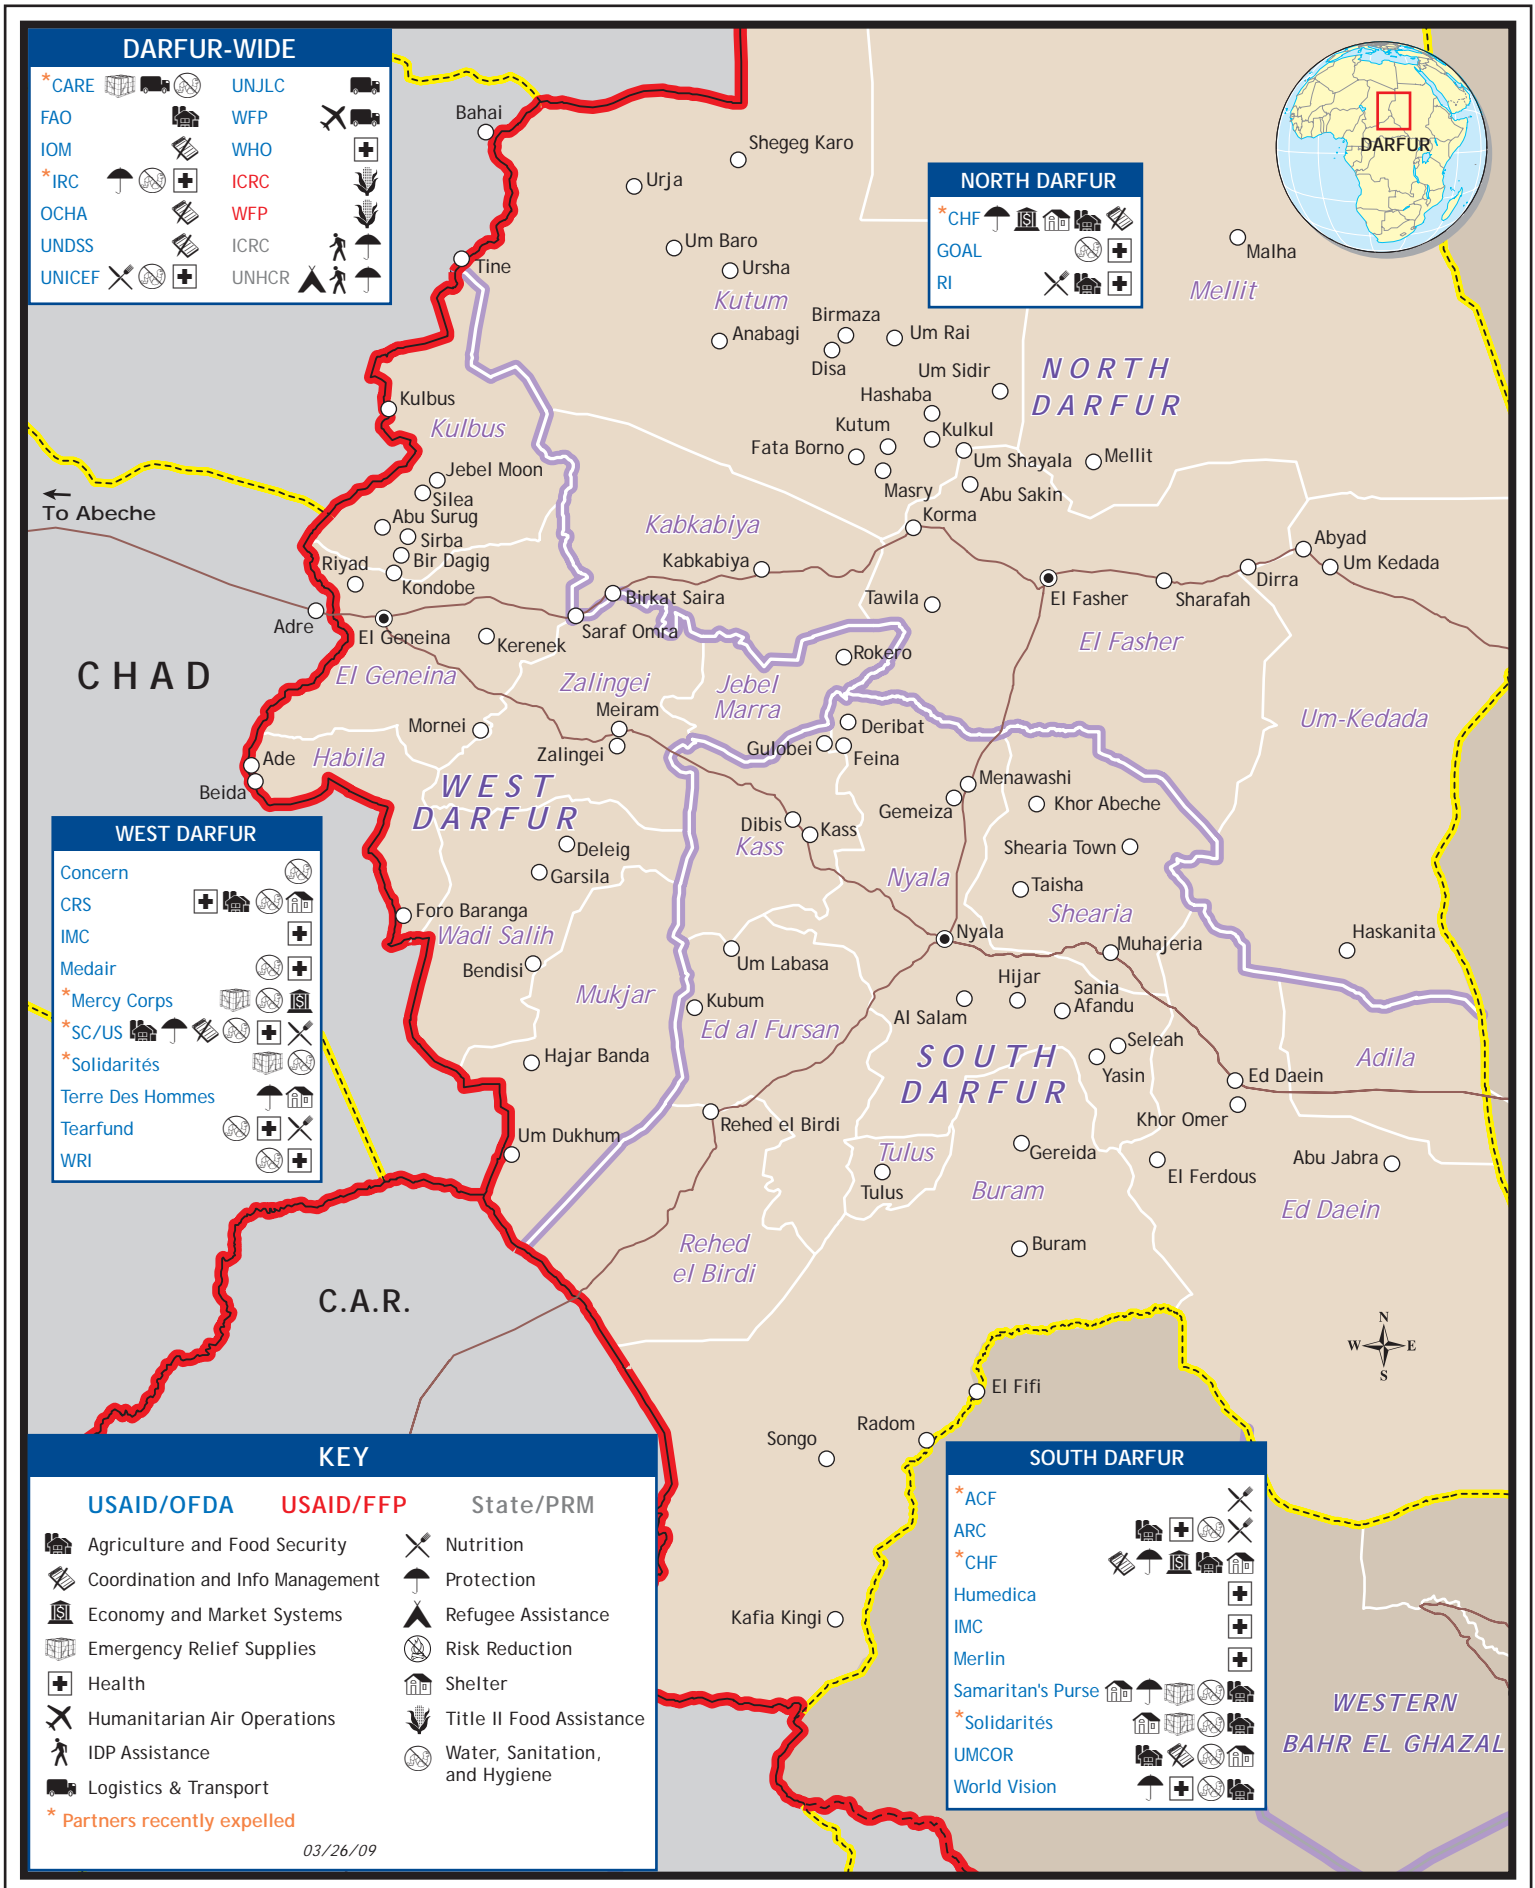 DARFUR-WIDE
*CARE
FAO
IOM
*IRC
OCHA
UNDSS
UNICEF
UNJLC
WFP
WHO
ICRC
WFP
ICRC
UNHCR
DARFUR
NORTH DARFUR
*CHF
GOAL
RI
Bahai
Shegeg Karo
Urja
Um Baro
Ursha
Tine
Kutum
Malha
Mellit
Anabagi
Birmaza
Um Rai
Disa
Um Sidir
NORTH
DARFUR
Hashaba
Kulbus
Kulbus
Kutum
Kulkul
Fata Borno
Um Shayala
Mellit
Masry
Abu Sakin
Jebel Moon
Silea
To Abeche
Abu Surug
Sirba
Bir Dagig
Riyad
Kondobe
Kabkabiya
Kabkabiya
Korma
Abyad
Um Kedada
Dirra
Sharafah
El Fasher
El Fasher
Tawila
Birkat Saira
Saraf Omra
Adre
El Geneina
Kerenek
Rokero
CHAD
El Geneina
Zalingei
Jebel
Marra
Meiram
Mornei
Zalingei
Deribat
Gulobei
Feina
Um-Kedada
Ade
Habila
Beida
WEST
DARFUR
Menawashi
Gemeiza
Khor Abeche
Dibis
Kass
Kass
Shearia Town
Deleig
Garsila
Nyala
Taisha
Shearia
Foro Baranga
Wadi Salih
Nyala
Muhajeria
Haskanita
Bendisi
Um Labasa
Hijar
Sania
Afandu
Mukjar
Kubum
Ed al Fursan
Al Salam
Seleah
Yasin
SOUTH
DARFUR
Adila
Hajar Banda
Ed Daein
Khor Omer
Rehed el Birdi
Um Dukhum
Tulus
Tulus
Gereida
El Ferdous
Abu Jabra
Buram
Ed Daein
Buram
Rehed
el Birdi
WEST DARFUR
Concern
CRS
IMC
Medair
*Mercy Corps
*SC/US
*Solidarités
Terre Des Hommes
Tearfund
WRI
C.A.R.
N
W
E
S
El Fifi
Radom
Songo
Kafia Kingi
KEY
USAID/OFDA
USAID/FFP
State/PRM
Agriculture and Food Security
Coordination and Info Management
Economy and Market Systems
Emergency Relief Supplies
Health
Humanitarian Air Operations
IDP Assistance
Logistics & Transport
* Partners recently expelled
Nutrition
Protection
Refugee Assistance
Risk Reduction
Shelter
Title II Food Assistance
Water, Sanitation,
and Hygiene
03/26/09
SOUTH DARFUR
*ACF
ARC
*CHF
Humedica
IMC
Merlin
Samaritan's Purse
*Solidarités
UMCOR
World Vision
WESTERN
BAHR EL GHAZAL